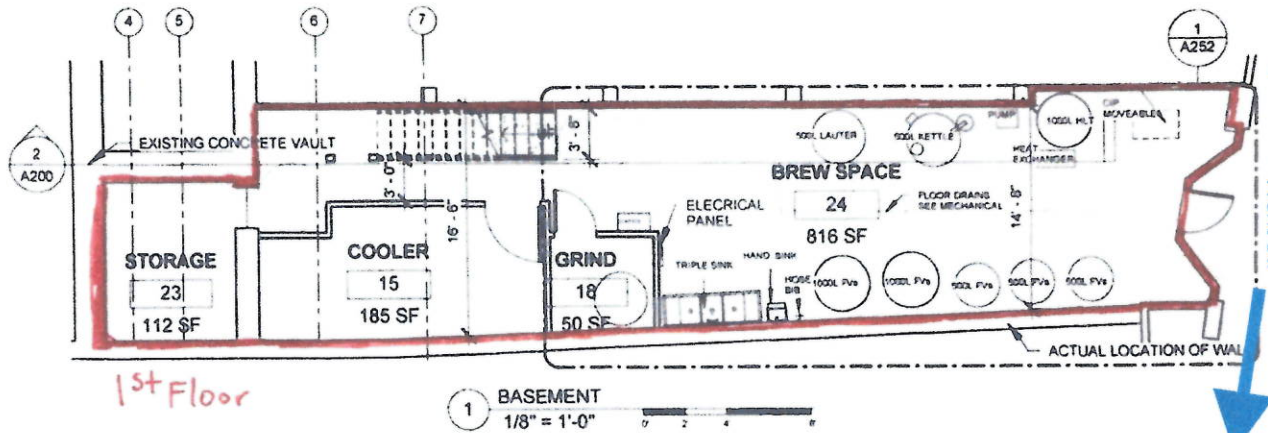 4 5 6 7
1
A252
2
A200
EXISTING CONCRETE VAULT
3' - 0"
3' - 6"
16' - 6"
500L LAUTER
500L KETTLE
PUMP
1000L HLT
CIP
MOVEABLES
HEAT
EXCHANGER
BREW SPACE
24
816 SF
FLOOR DRAINS
SEE MECHANICAL
14' - 8"
ELECRICAL
PANEL
STORAGE
23
112 SF
COOLER
15
185 SF
GRIND
18
50 SF
TRIPLE SINK
HAND SINK
HOSE
BIB
1000L FVs
1000L FVs
500L FVs
500L FVs
500L FVs
ACTUAL LOCATION OF WAL
1st Floor
1
BASEMENT
1/8" = 1'-0"
0' 2 4 8'